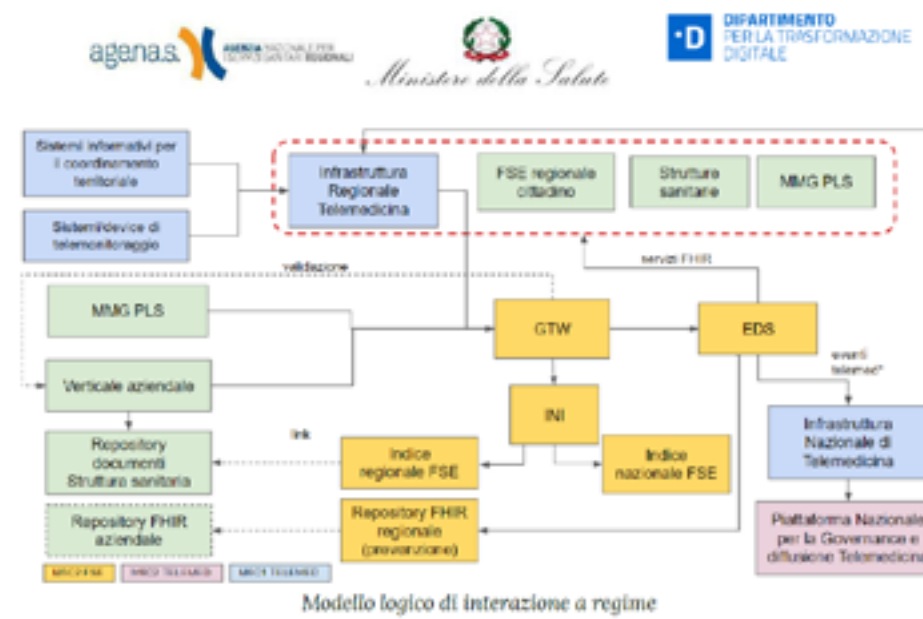 agenas.
AGENZIA NAZIONALE PER
I SERVIZI SANITARI REGIONALI
Ministero della Salute
DIPARTIMENTO
PER LA TRASFORMAZIONE
DIGITALE
Sistemi informativi per
il coordinamento
territoriale
Sistemi/device di
telemonitoraggio
Infrastruttura
Regionale
Telemedicina
FSE regionale
cittadino
Strutture
sanitarie
MMG PLS
validazione
servizi FHIR
MMG PLS
GTW
EDS
Verticale aziendale
eventi
telemed*
INI
Infrastruttura
Nazionale di
Telemedicina
link
Repository
documenti
Struttura sanitaria
Indice
regionale FSE
Indice
nazionale FSE
Repository FHIR
aziendale
Repository FHIR
regionale
(prevenzione)
Piattaforma Nazionale
per la Governance e
diffusione Telemedicina
TELEMED
TELEMED
Modello logico di interazione a regime